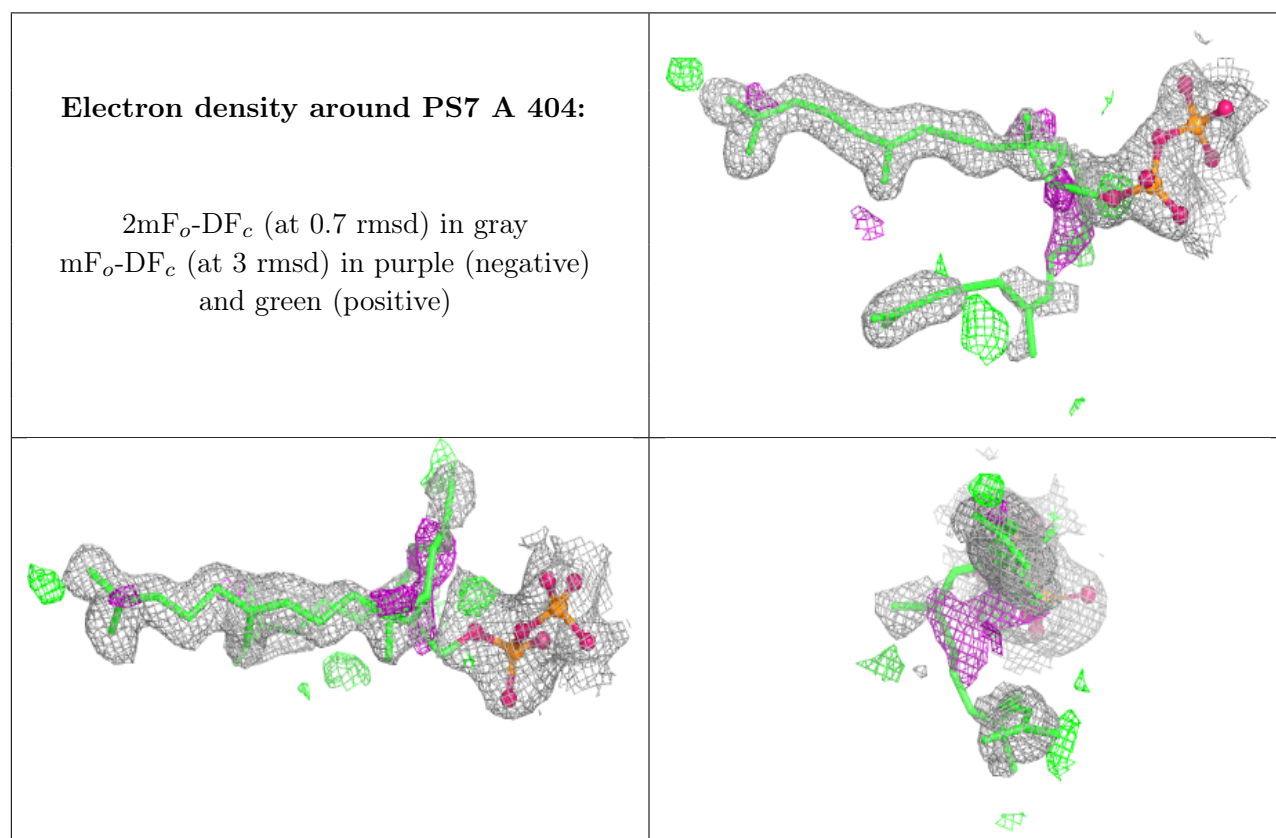 Electron density around PS7 A 404:
2mFₒ-DF𝒸 (at 0.7 rmsd) in gray
mFₒ-DF𝒸 (at 3 rmsd) in purple (negative)
and green (positive)